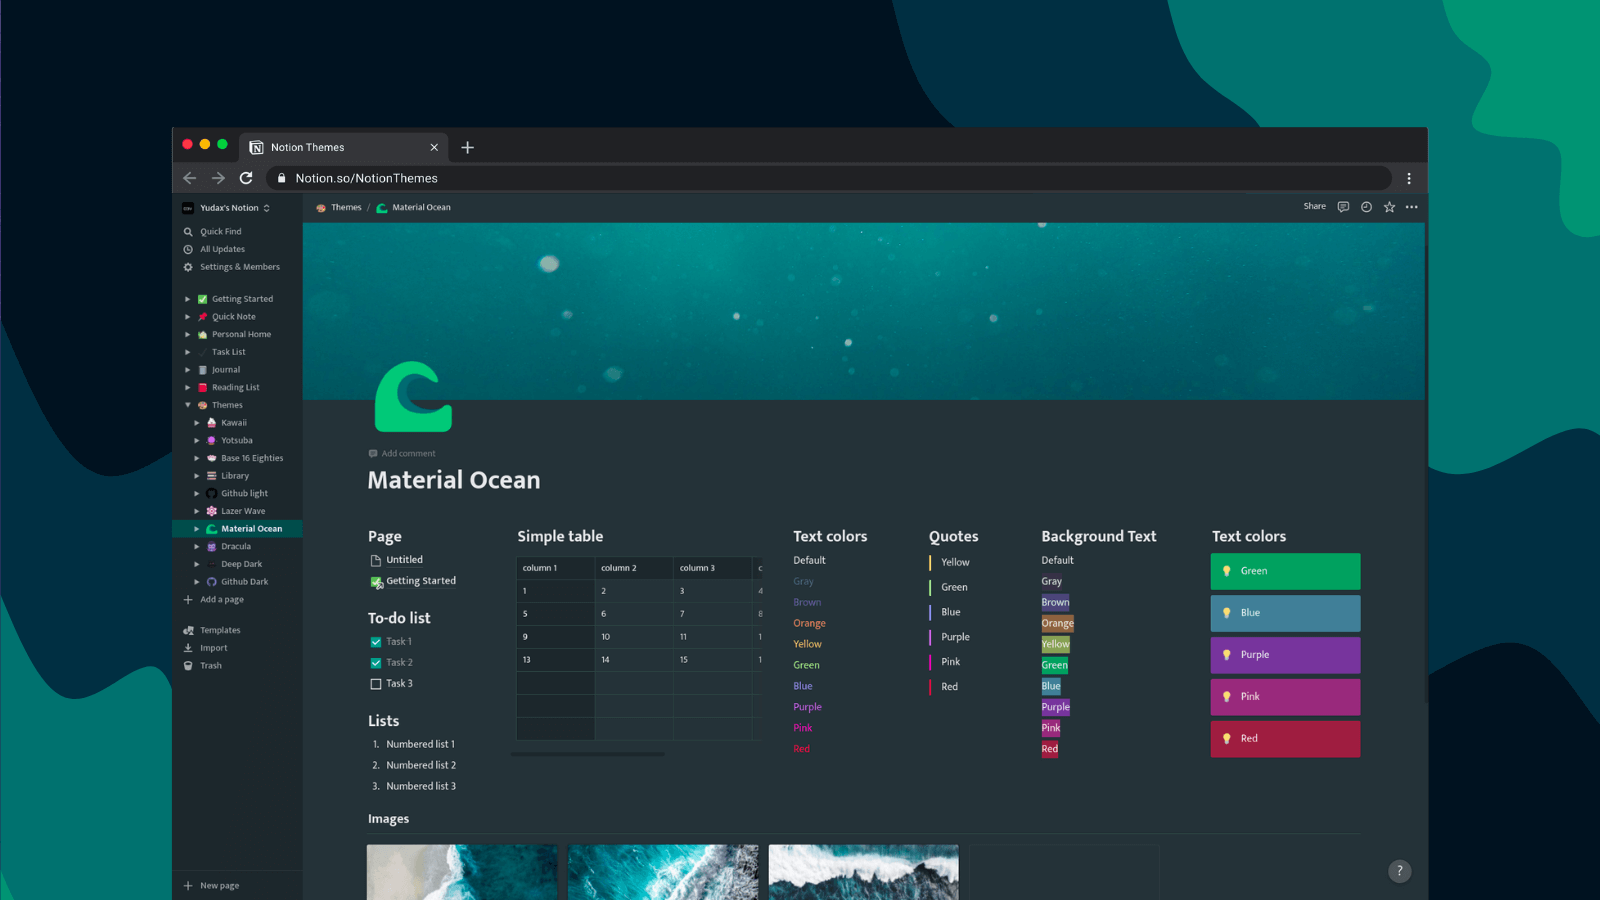 Notion Themes
Notion.so/NotionThemes
Yudax's Notion
Quick Find
All Updates
Settings & Members
Getting Started
Quick Note
Personal Home
Task List
Journal
Reading List
Themes
Kawaii
Yotsuba
Base 16 Eighties
Library
Github light
Lazer Wave
Material Ocean
Dracula
Deep Dark
Github Dark
Add a page
Templates
Import
Trash
New page
Themes / Material Ocean
Share
Add comment
Material Ocean
Page
Untitled
Getting Started
To-do list
Task 1
Task 2
Task 3
Lists
1. Numbered list 1
2. Numbered list 2
3. Numbered list 3
Simple table
column 1 column 2 column 3 c
1 2 3 4
5 6 7 8
9 10 11 1
13 14 15 1
Text colors
Default
Gray
Brown
Orange
Yellow
Green
Blue
Purple
Pink
Red
Quotes
Yellow
Green
Blue
Purple
Pink
Red
Background Text
Default
Gray
Brown
Orange
Yellow
Green
Blue
Purple
Pink
Red
Text colors
Green
Blue
Purple
Pink
Red
Images
?